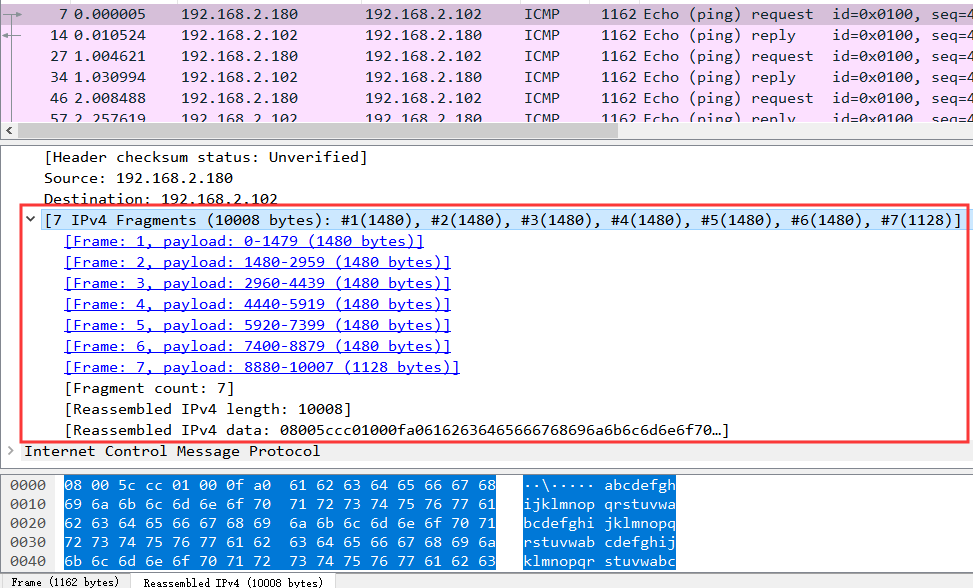 7 0.000005 192.168.2.180 192.168.2.102 ICMP 1162 Echo (ping) request id=0x0100, seq=4
14 0.010524 192.168.2.102 192.168.2.180 ICMP 1162 Echo (ping) reply id=0x0100, seq=4
27 1.004621 192.168.2.180 192.168.2.102 ICMP 1162 Echo (ping) request id=0x0100, seq=4
34 1.030994 192.168.2.102 192.168.2.180 ICMP 1162 Echo (ping) reply id=0x0100, seq=4
46 2.008488 192.168.2.180 192.168.2.102 ICMP 1162 Echo (ping) request id=0x0100, seq=4
57 2.257619 192.168.2.102 192.168.2.180 ICMP 1162 Echo (ping) reply id=0x0100, seq=4
[Header checksum status: Unverified]
Source: 192.168.2.180
Destination: 192.168.2.102
[7 IPv4 Fragments (10008 bytes): #1(1480), #2(1480), #3(1480), #4(1480), #5(1480), #6(1480), #7(1128)]
[Frame: 1, payload: 0-1479 (1480 bytes)]
[Frame: 2, payload: 1480-2959 (1480 bytes)]
[Frame: 3, payload: 2960-4439 (1480 bytes)]
[Frame: 4, payload: 4440-5919 (1480 bytes)]
[Frame: 5, payload: 5920-7399 (1480 bytes)]
[Frame: 6, payload: 7400-8879 (1480 bytes)]
[Frame: 7, payload: 8880-10007 (1128 bytes)]
[Fragment count: 7]
[Reassembled IPv4 length: 10008]
[Reassembled IPv4 data: 08005ccc01000fa06162636465666768696a6b6c6d6e6f70…]
Internet Control Message Protocol
0000 08 00 5c cc 01 00 0f a0 61 62 63 64 65 66 67 68 ··\····· abcdefgh
0010 69 6a 6b 6c 6d 6e 6f 70 71 72 73 74 75 76 77 61 ijklmnop qrstuvwa
0020 62 63 64 65 66 67 68 69 6a 6b 6c 6d 6e 6f 70 71 bcdefghi jklmnopq
0030 72 73 74 75 76 77 61 62 63 64 65 66 67 68 69 6a rstuvwab cdefghij
0040 6b 6c 6d 6e 6f 70 71 72 73 74 75 76 77 61 62 63 klmnopqr stuvwabc
Frame (1162 bytes) Reassembled IPv4 (10008 bytes)